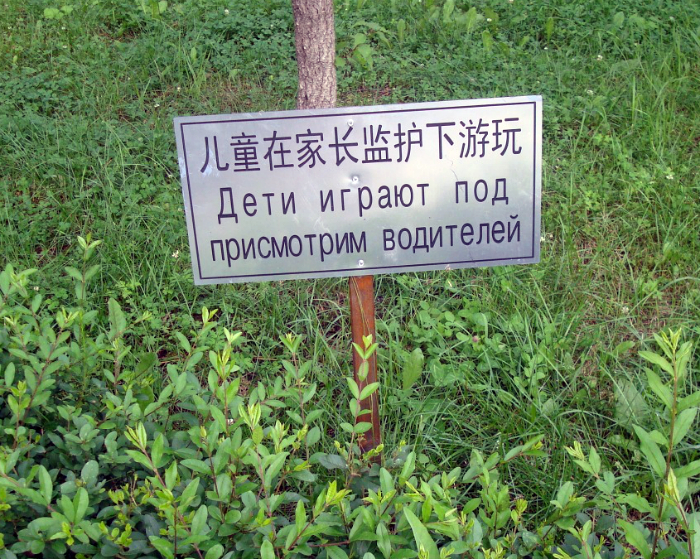 儿童在家长监护下游玩
Дети играют под
присмотрим водителей